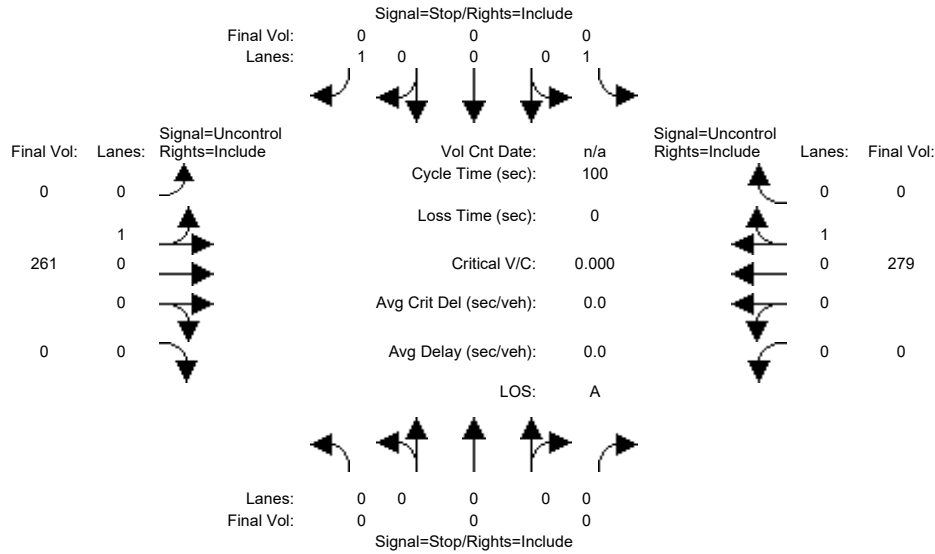 Signal=Stop/Rights=Include
Final Vol: 0 0 0
Lanes: 1 0 0 0 1
Signal=Uncontrol Signal=Uncontrol
Final Vol: Lanes: Rights=Include Vol Cnt Date: n/a Rights=Include Lanes: Final Vol:
Cycle Time (sec): 100
0 0 0 0
Loss Time (sec): 0
1 1
261 0 Critical V/C: 0.000 0 279
0 Avg Crit Del (sec/veh): 0.0 0
0 0 Avg Delay (sec/veh): 0.0 0 0
LOS: A
Lanes: 0 0 0 0 0
Final Vol: 0 0 0
Signal=Stop/Rights=Include